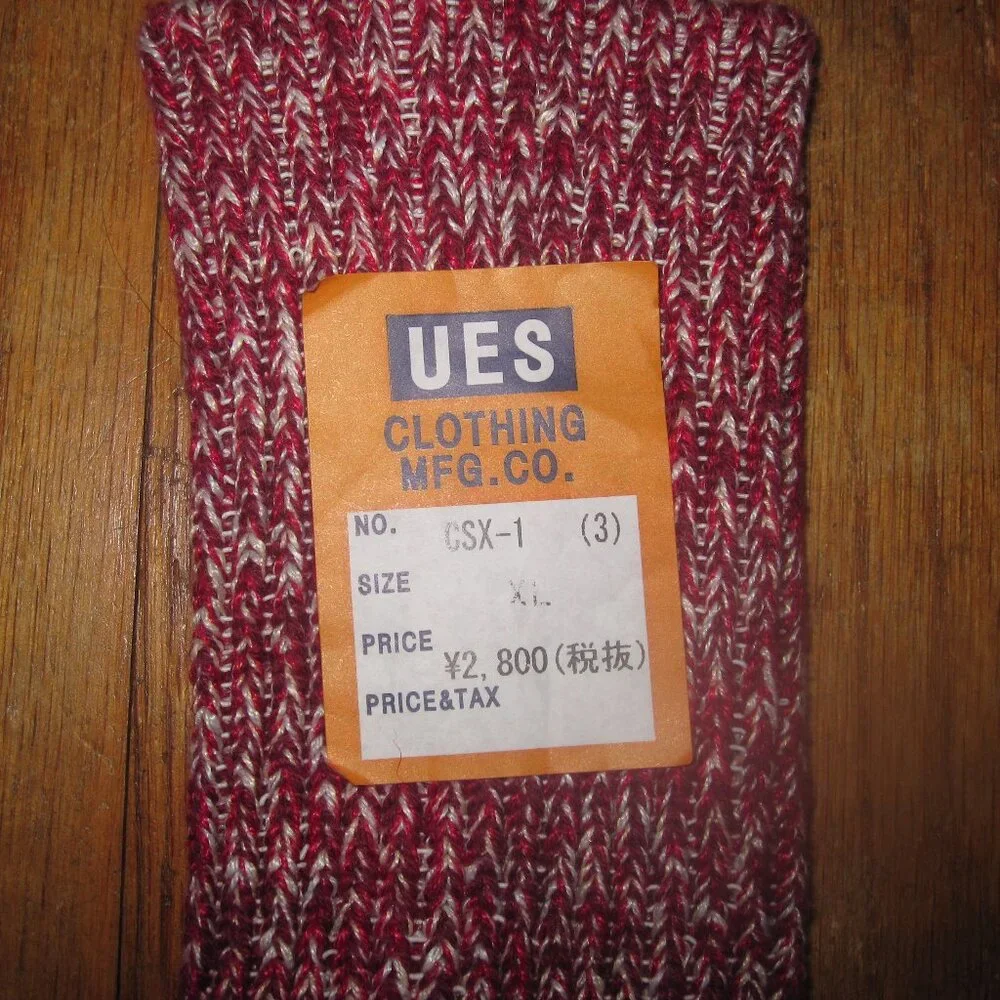 UES
CLOTHING
MFG.CO.
NO. CSX-1 (3)
SIZE XL
PRICE ¥2,800(税抜)
PRICE&TAX